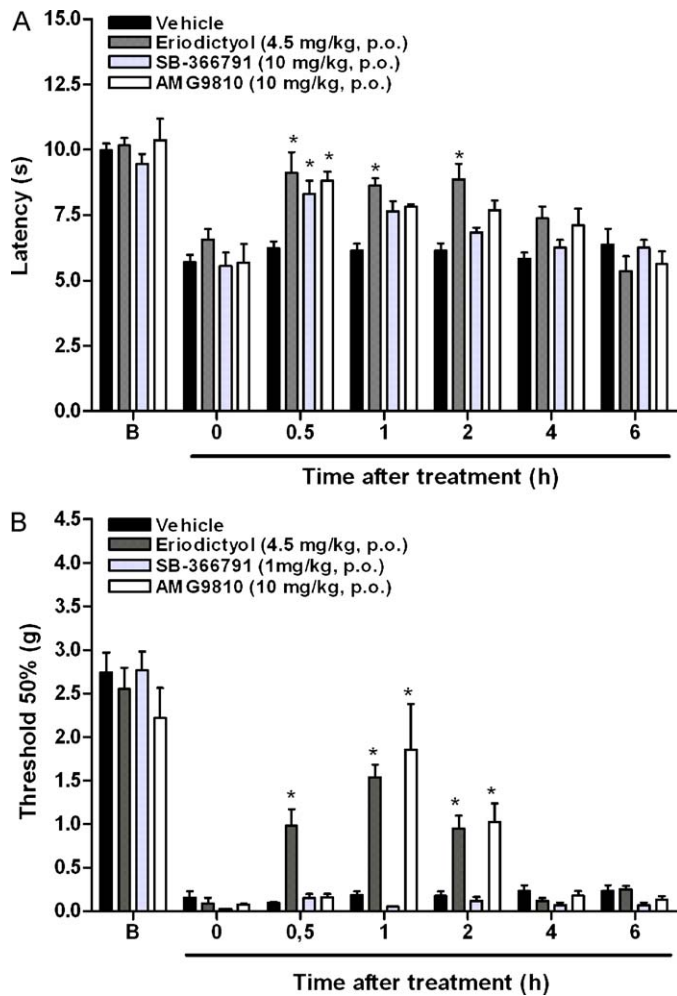 A
Vehicle
Eriodictyol (4.5 mg/kg, p.o.)
SB-366791 (10 mg/kg, p.o.)
AMG9810 (10 mg/kg, p.o.)
15.0
12.5
10.0
7.5
5.0
2.5
0.0
Latency (s)
* * * * *
B 0 0.5 1 2 4 6
Time after treatment (h)
B
Vehicle
Eriodictyol (4.5 mg/kg, p.o.)
SB-366791 (1mg/kg, p.o.)
AMG9810 (10 mg/kg, p.o.)
4.5
4.0
3.5
3.0
2.5
2.0
1.5
1.0
0.5
0.0
Threshold 50% (g)
* * * * *
B 0 0,5 1 2 4 6
Time after treatment (h)